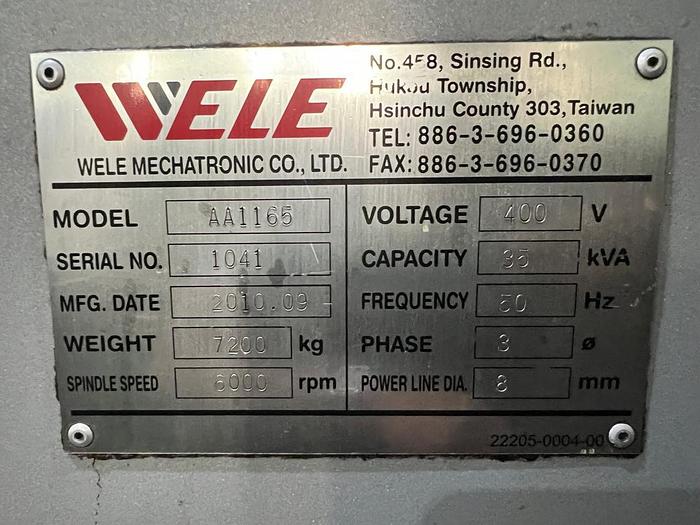 WELE
WELE MECHATRONIC CO., LTD.
No.458, Sinsing Rd.,
Hukou Township,
Hsinchu County 303,Taiwan
TEL: 886-3-696-0360
FAX: 886-3-696-0370
MODEL AA1165
SERIAL NO. 1041
MFG. DATE 2010.09
WEIGHT 7200 kg
SPINDLE SPEED 6000 rpm
VOLTAGE 400 V
CAPACITY 35 kVA
FREQUENCY 50 Hz
PHASE 3 ø
POWER LINE DIA. 8 mm
22205-0004-00